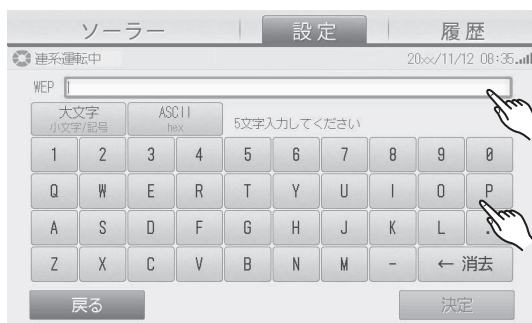 ソーラー 設定 履歴
連系運転中 20××/11/12 08:35
WEP
大文字 ASCII
小文字/記号 hex 5文字入力してください
1 2 3 4 5 6 7 8 9 0
Q W E R T Y U I O P
A S D F G H J K L .
Z X C V B N M - ← 消去
戻る 決定